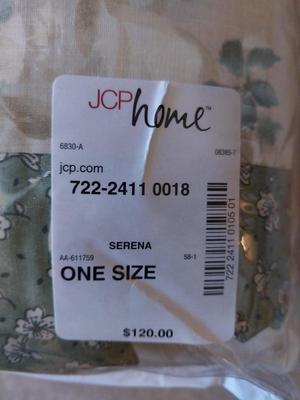 JCPhome™
6830-A 08385-7
jcp.com
722-2411 0018
SERENA
AA-611759 S8-1
ONE SIZE
722 2411 0105 01
$120.00